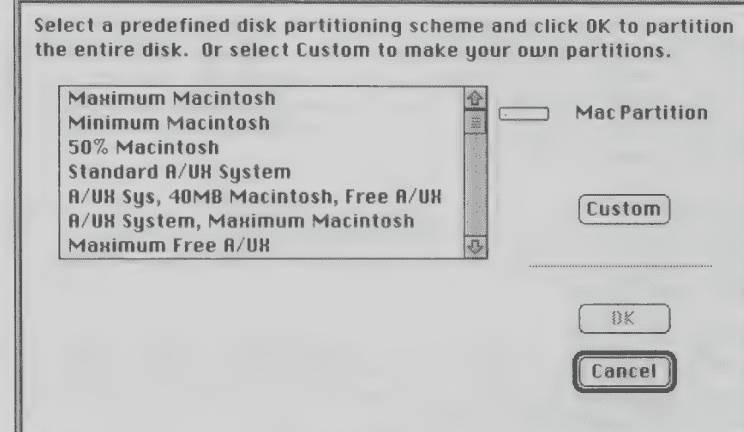 Select a predefined disk partitioning scheme and click OK to partition
the entire disk. Or select Custom to make your own partitions.
Maximum Macintosh
Minimum Macintosh
50% Macintosh
Standard A/UX System
A/UX Sys, 40MB Macintosh, Free A/UX
A/UX System, Maximum Macintosh
Maximum Free A/UX
Mac Partition
Custom
OK
Cancel